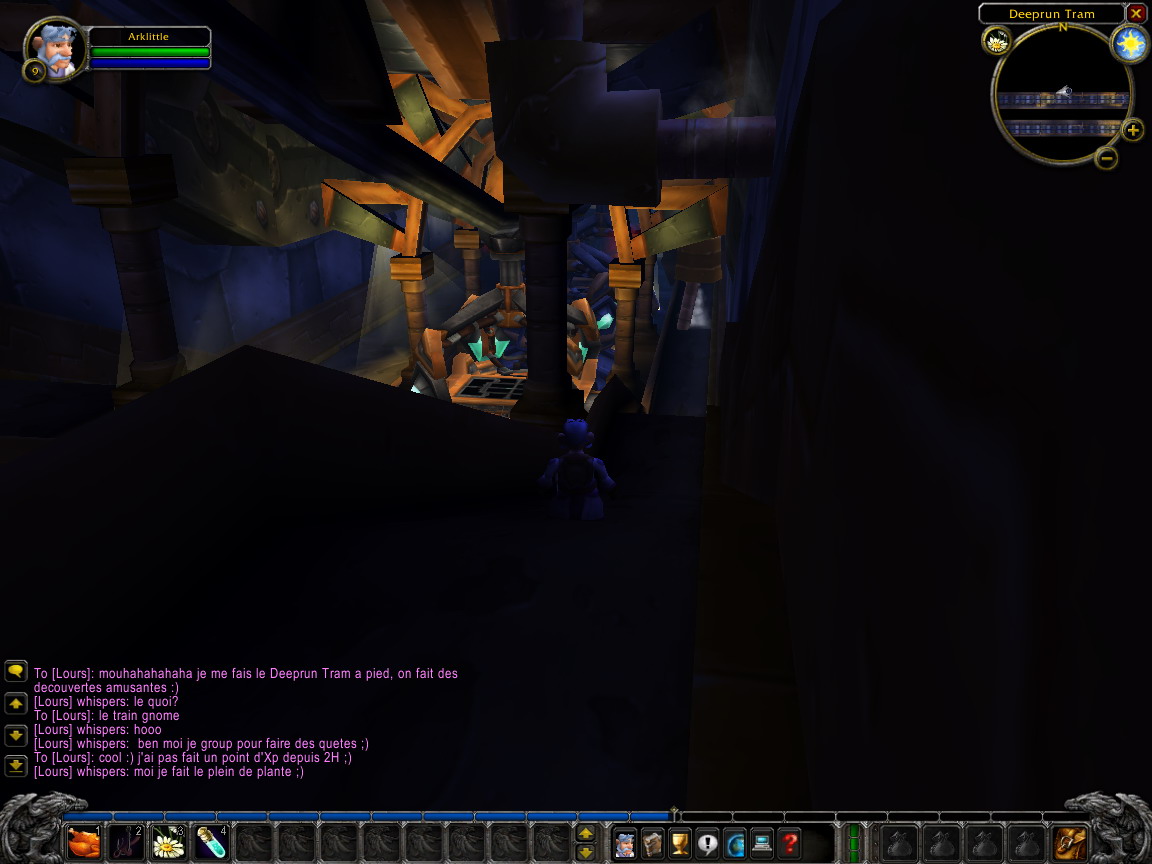 Deeprun Tram
N
Arklittle
9
To [Lours]: mouhahahahaha je me fais le Deeprun Tram a pied, on fait des
decouvertes amusantes :)
[Lours] whispers: le quoi?
To [Lours]: le train gnome
[Lours] whispers: hooo
[Lours] whispers:  ben moi je group pour faire des quetes ;)
To [Lours]: cool :) j'ai pas fait un point d'Xp depuis 2H ;)
[Lours] whispers: moi je fait le plein de plante ;)
1 2 3 4